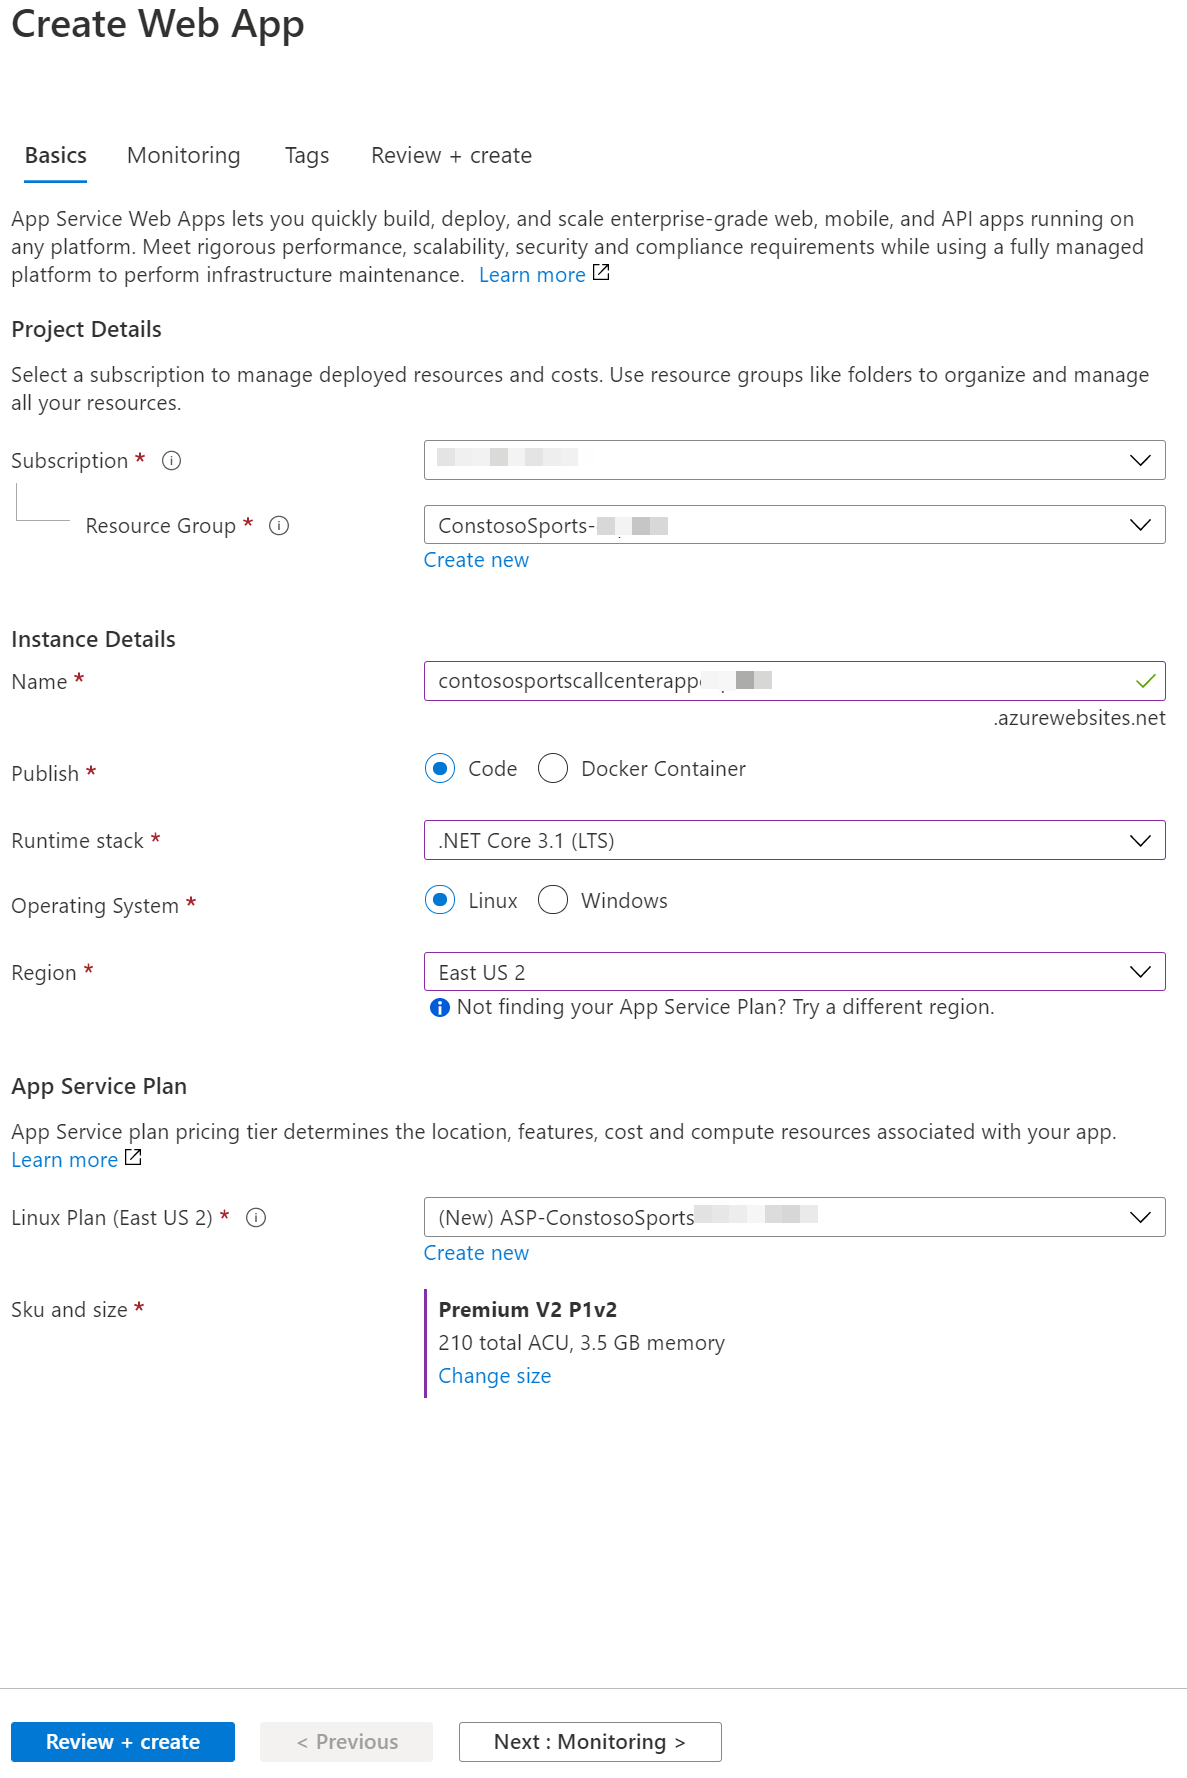 Create Web App
Basics Monitoring Tags Review + create
App Service Web Apps lets you quickly build, deploy, and scale enterprise-grade web, mobile, and API apps running on
any platform. Meet rigorous performance, scalability, security and compliance requirements while using a fully managed
platform to perform infrastructure maintenance. Learn more
Project Details
Select a subscription to manage deployed resources and costs. Use resource groups like folders to organize and manage
all your resources.
Subscription *
Resource Group * ConstosoSports-
Create new
Instance Details
Name * contososportscallcenterapp
.azurewebsites.net
Publish * Code Docker Container
Runtime stack * .NET Core 3.1 (LTS)
Operating System * Linux Windows
Region * East US 2
Not finding your App Service Plan? Try a different region.
App Service Plan
App Service plan pricing tier determines the location, features, cost and compute resources associated with your app.
Learn more
Linux Plan (East US 2) * (New) ASP-ConstosoSports
Create new
Sku and size * Premium V2 P1v2
210 total ACU, 3.5 GB memory
Change size
Review + create < Previous Next : Monitoring >